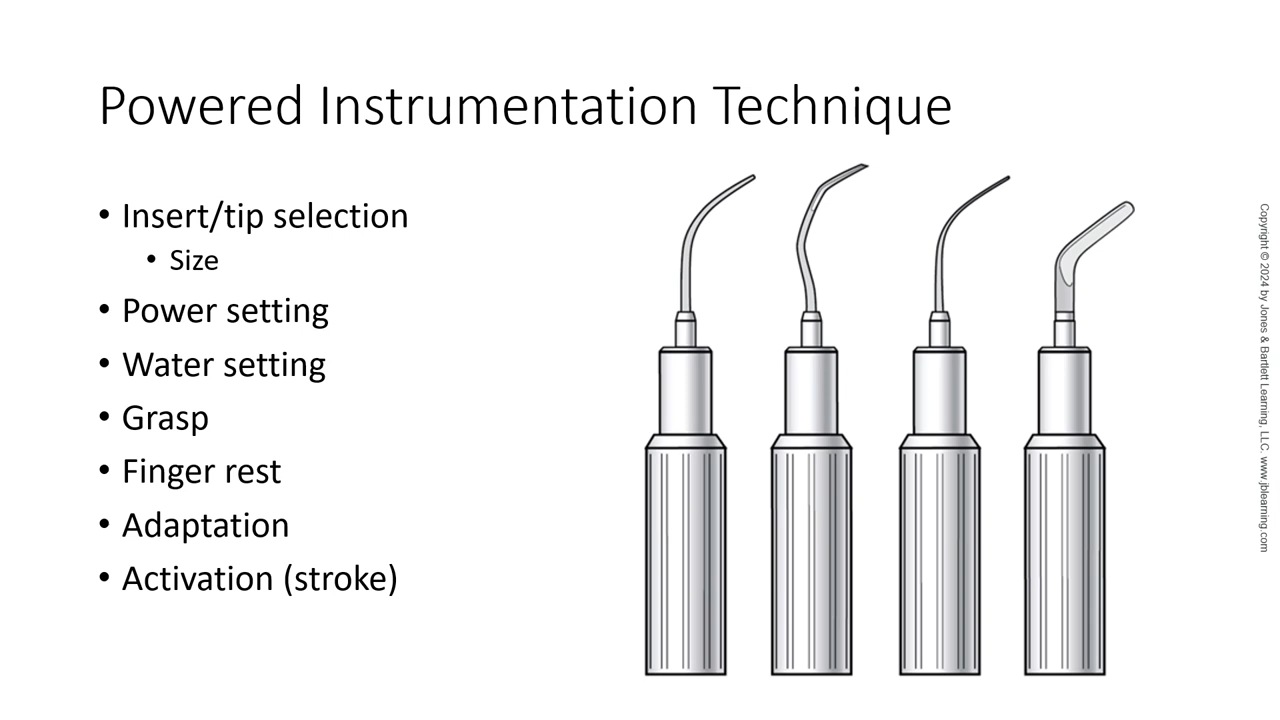 Powered Instrumentation Technique
• Insert/tip selection
• Size
• Power setting
• Water setting
• Grasp
• Finger rest
• Adaptation
• Activation (stroke)
Copyright © 2024 by Jones & Bartlett Learning, LLC. www.jblearning.com